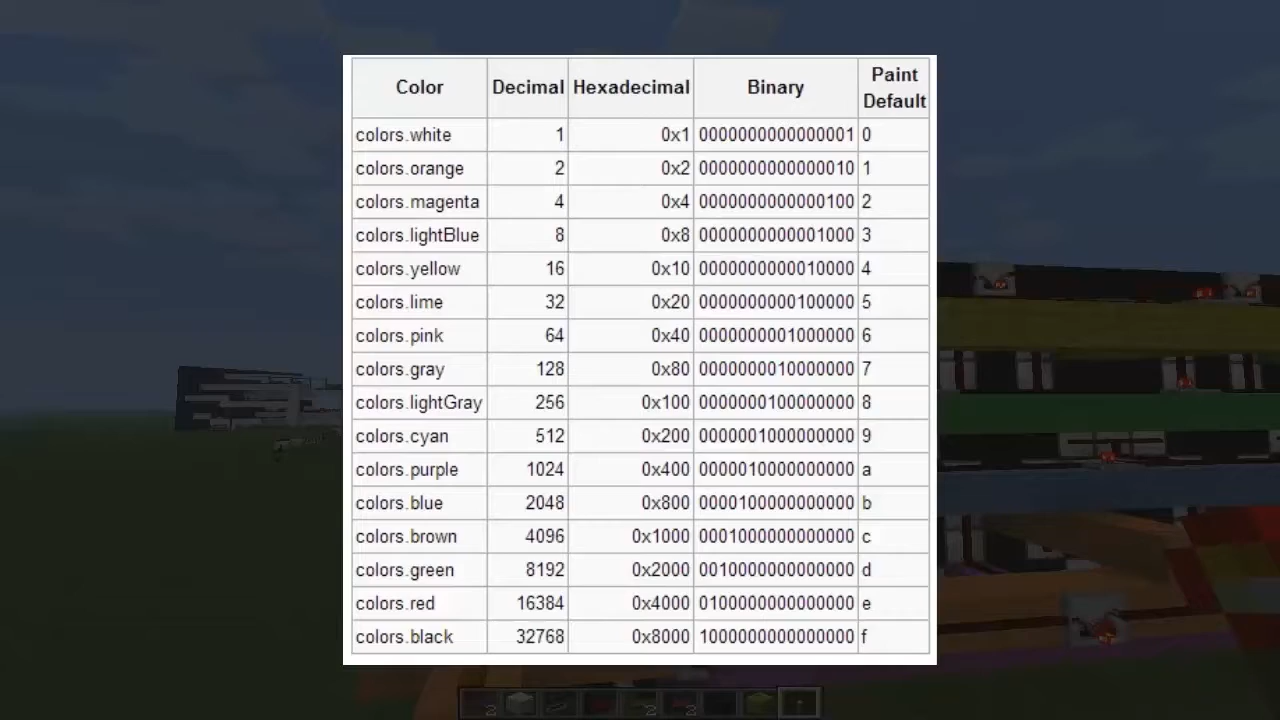 Color Decimal Hexadecimal Binary Paint Default
colors.white 1 0x1 0000000000000001 0
colors.orange 2 0x2 0000000000000010 1
colors.magenta 4 0x4 0000000000000100 2
colors.lightBlue 8 0x8 0000000000001000 3
colors.yellow 16 0x10 0000000000010000 4
colors.lime 32 0x20 0000000000100000 5
colors.pink 64 0x40 0000000001000000 6
colors.gray 128 0x80 0000000010000000 7
colors.lightGray 256 0x100 0000000100000000 8
colors.cyan 512 0x200 0000001000000000 9
colors.purple 1024 0x400 0000010000000000 a
colors.blue 2048 0x800 0000100000000000 b
colors.brown 4096 0x1000 0001000000000000 c
colors.green 8192 0x2000 0010000000000000 d
colors.red 16384 0x4000 0100000000000000 e
colors.black 32768 0x8000 1000000000000000 f
2 2 2